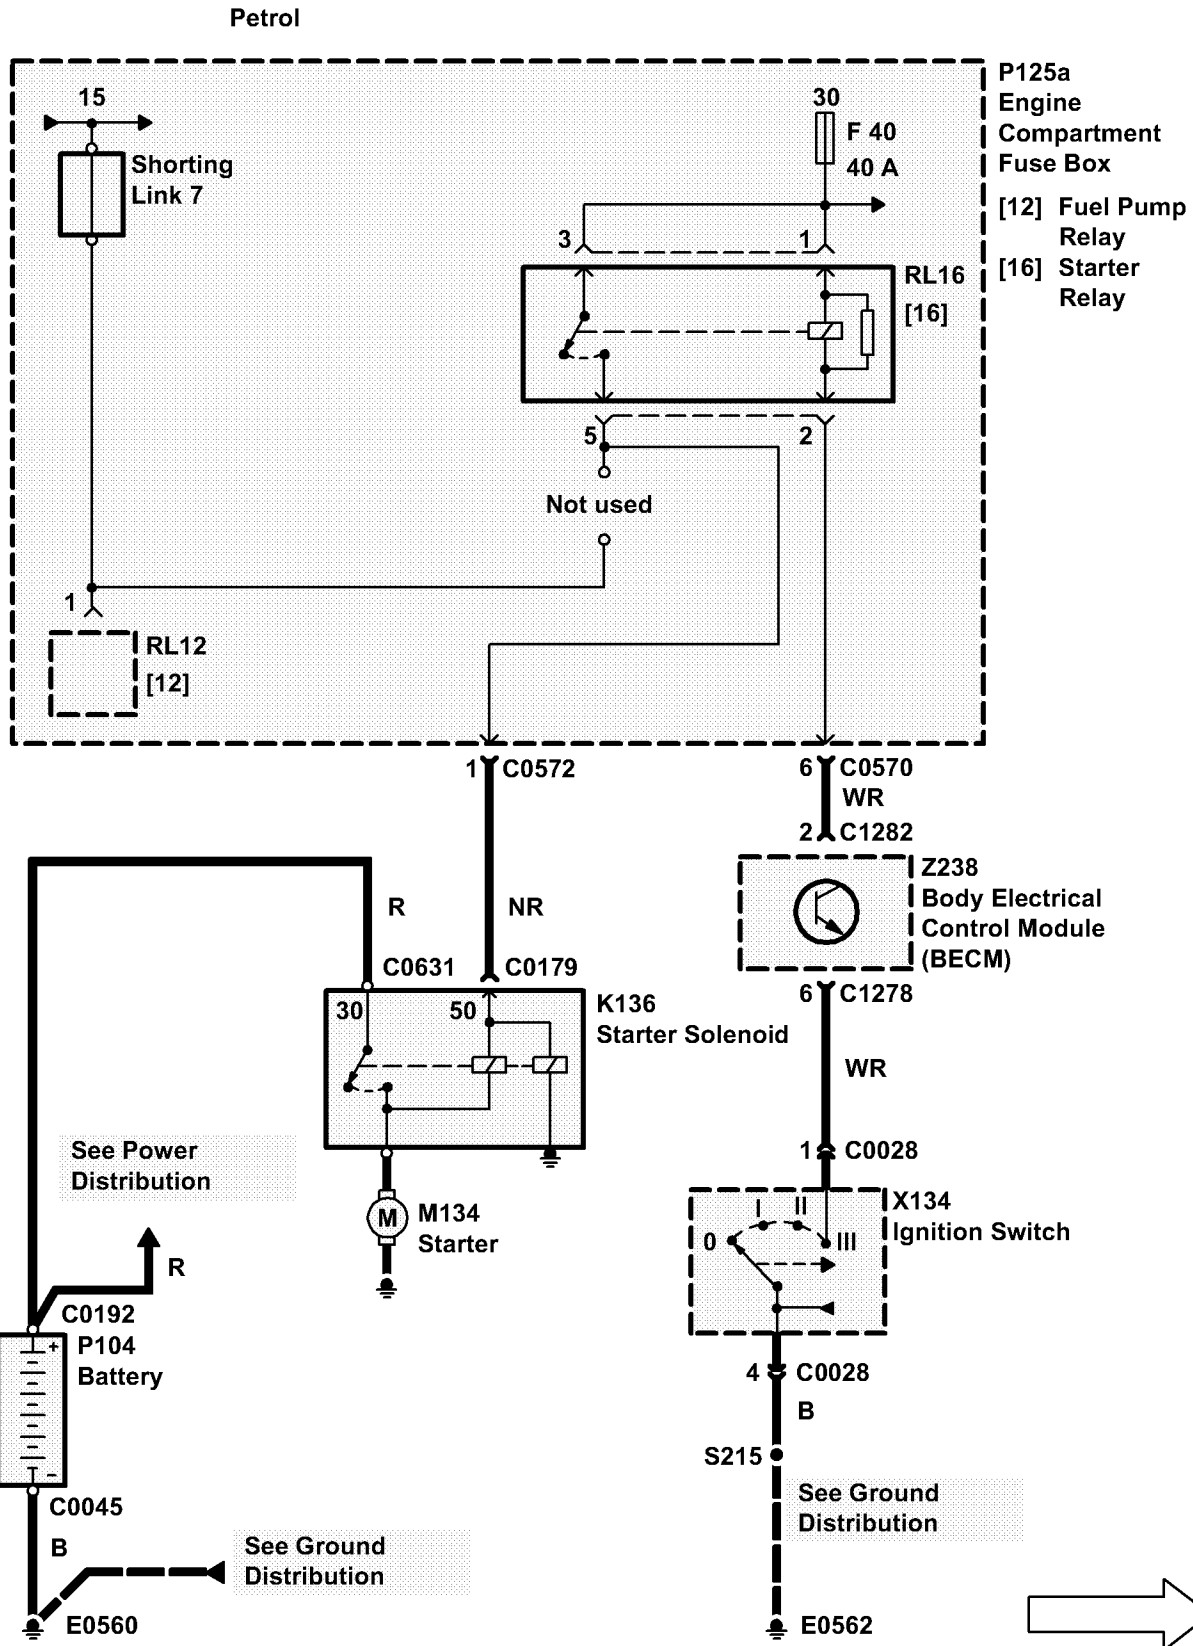 Petrol
P125a
Engine
Compartment
Fuse Box
[12] Fuel Pump
Relay
[16] Starter
Relay
15
Shorting
Link 7
30
F 40
40 A
3
1
RL16
[16]
5
2
Not used
1
RL12
[12]
1 C0572
6 C0570
WR
2 C1282
Z238
Body Electrical
Control Module
(BECM)
R
NR
C0631
C0179
6 C1278
30
50
K136
Starter Solenoid
WR
See Power
Distribution
1 C0028
M
M134
Starter
X134
Ignition Switch
0
I
II
III
R
C0192
P104
Battery
+
−
4 C0028
B
S215
C0045
See Ground
Distribution
B
See Ground
Distribution
E0560
E0562